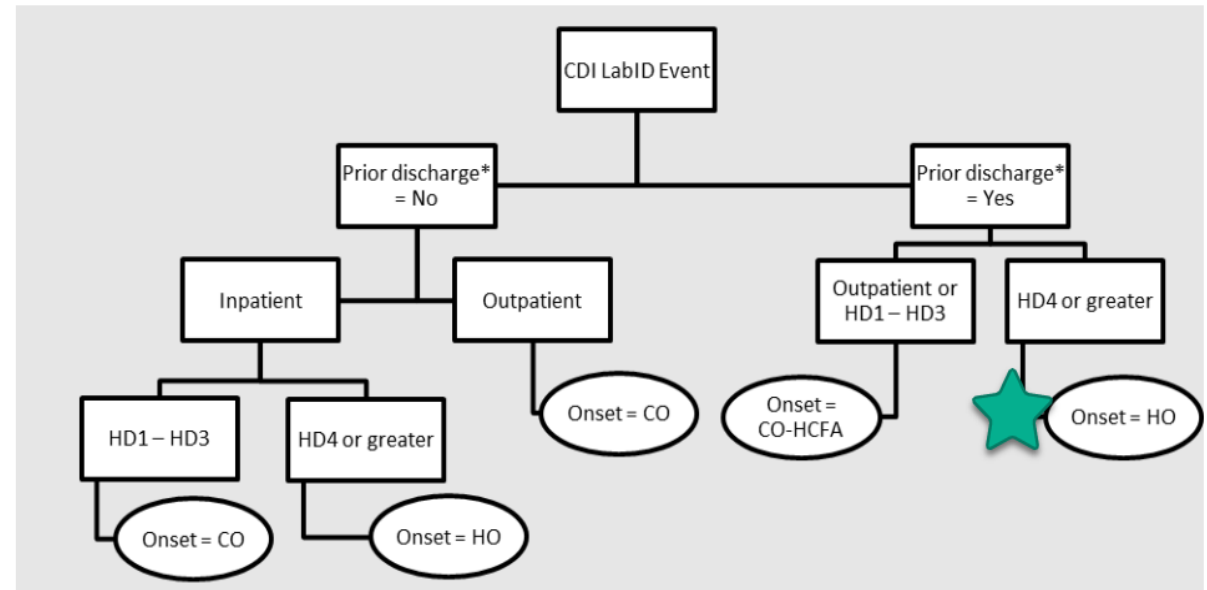 CDI LabID Event
Prior discharge*
= No
Prior discharge*
= Yes
Inpatient
Outpatient
Outpatient or
HD1 – HD3
HD4 or greater
HD1 – HD3
HD4 or greater
Onset = CO
Onset =
CO-HCFA
Onset = HO
Onset = CO
Onset = HO